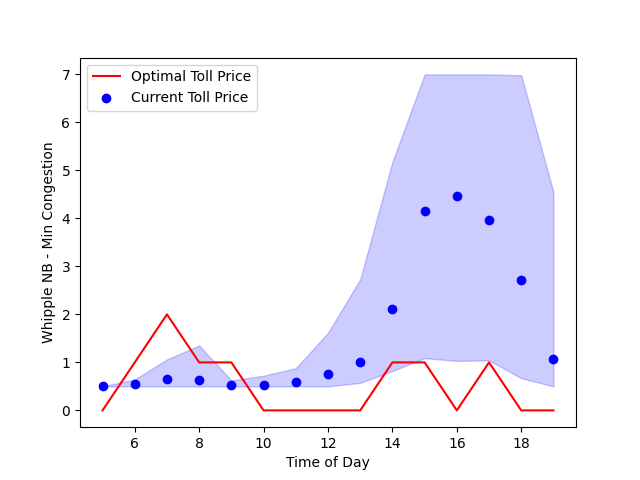 Optimal Toll Price
Current Toll Price
Whipple NB - Min Congestion
7
6
5
4
3
2
1
0
6 8 10 12 14 16 18
Time of Day